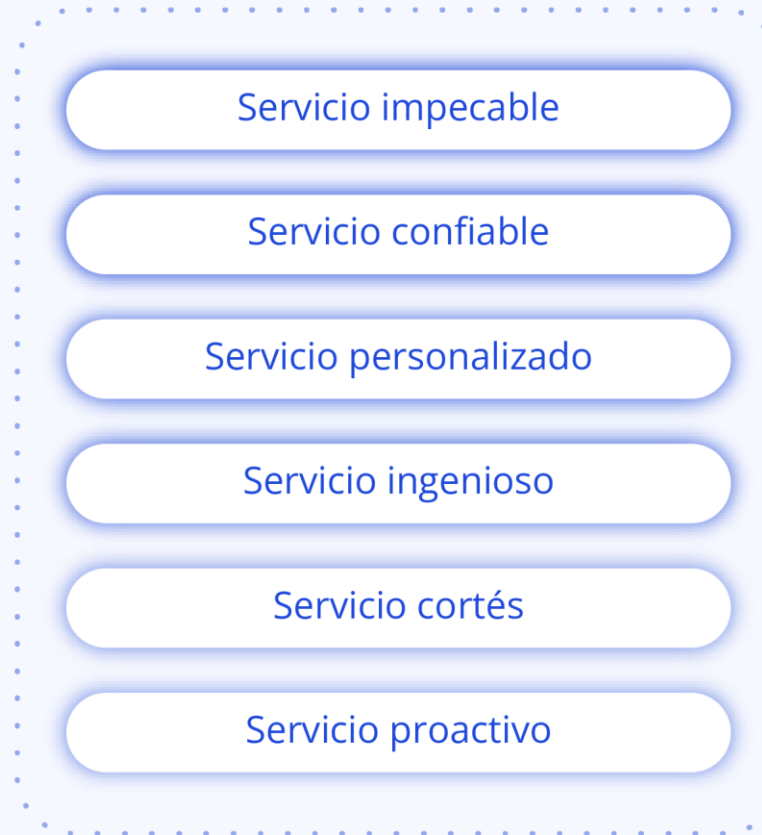 Servicio impecable
Servicio confiable
Servicio personalizado
Servicio ingenioso
Servicio cortés
Servicio proactivo